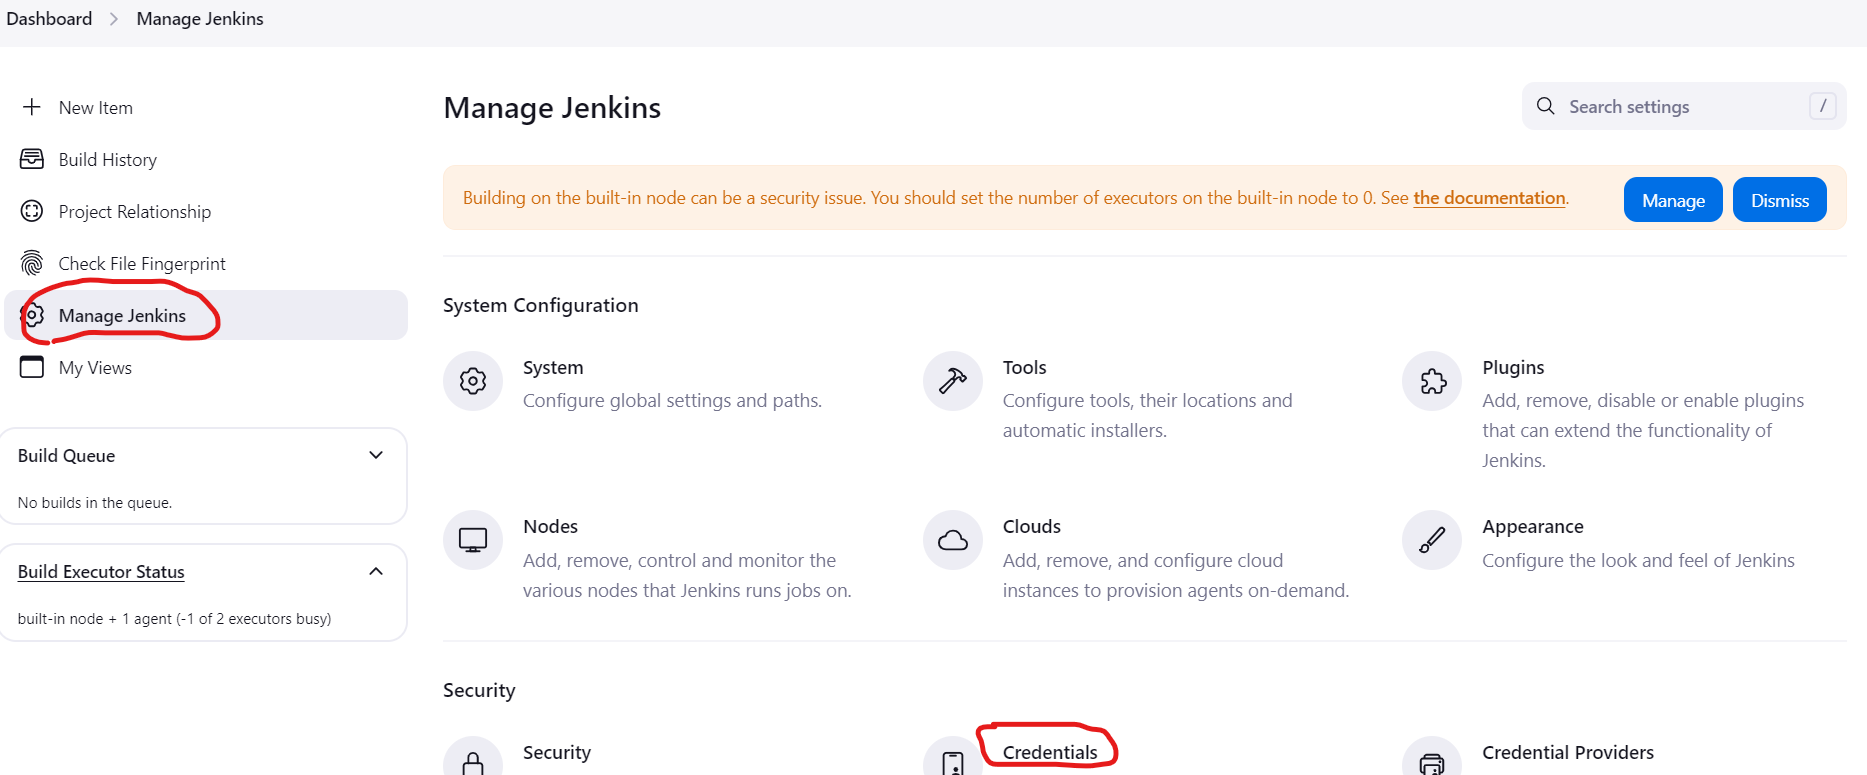 Dashboard > Manage Jenkins
New Item
Build History
Project Relationship
Check File Fingerprint
Manage Jenkins
My Views
Build Queue
No builds in the queue.
Build Executor Status
built-in node + 1 agent (-1 of 2 executors busy)
Manage Jenkins
Search settings /
Building on the built-in node can be a security issue. You should set the number of executors on the built-in node to 0. See the documentation.
Manage
Dismiss
System Configuration
System
Configure global settings and paths.
Tools
Configure tools, their locations and
automatic installers.
Plugins
Add, remove, disable or enable plugins
that can extend the functionality of
Jenkins.
Nodes
Add, remove, control and monitor the
various nodes that Jenkins runs jobs on.
Clouds
Add, remove, and configure cloud
instances to provision agents on-demand.
Appearance
Configure the look and feel of Jenkins
Security
Security
Credentials
Credential Providers